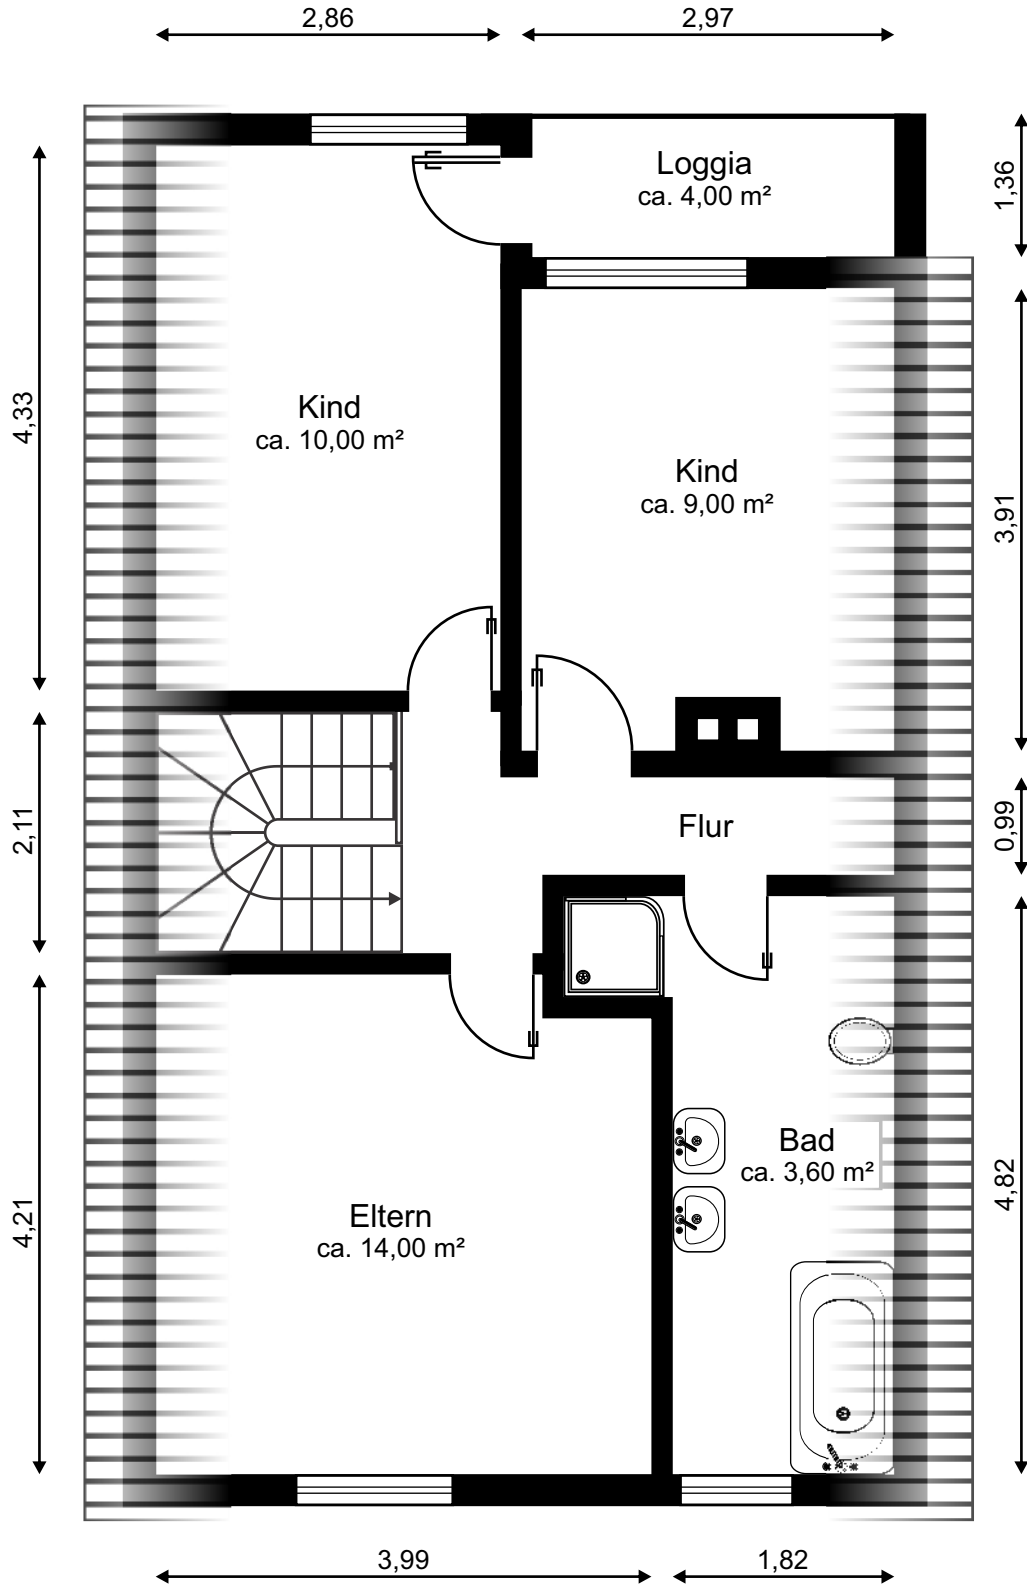 2,86
2,97
Loggia
ca. 4,00 m²
1,36
Kind
ca. 10,00 m²
4,33
Kind
ca. 9,00 m²
3,91
2,11
Flur
0,99
Bad
ca. 3,60 m²
4,82
Eltern
ca. 14,00 m²
4,21
3,99
1,82